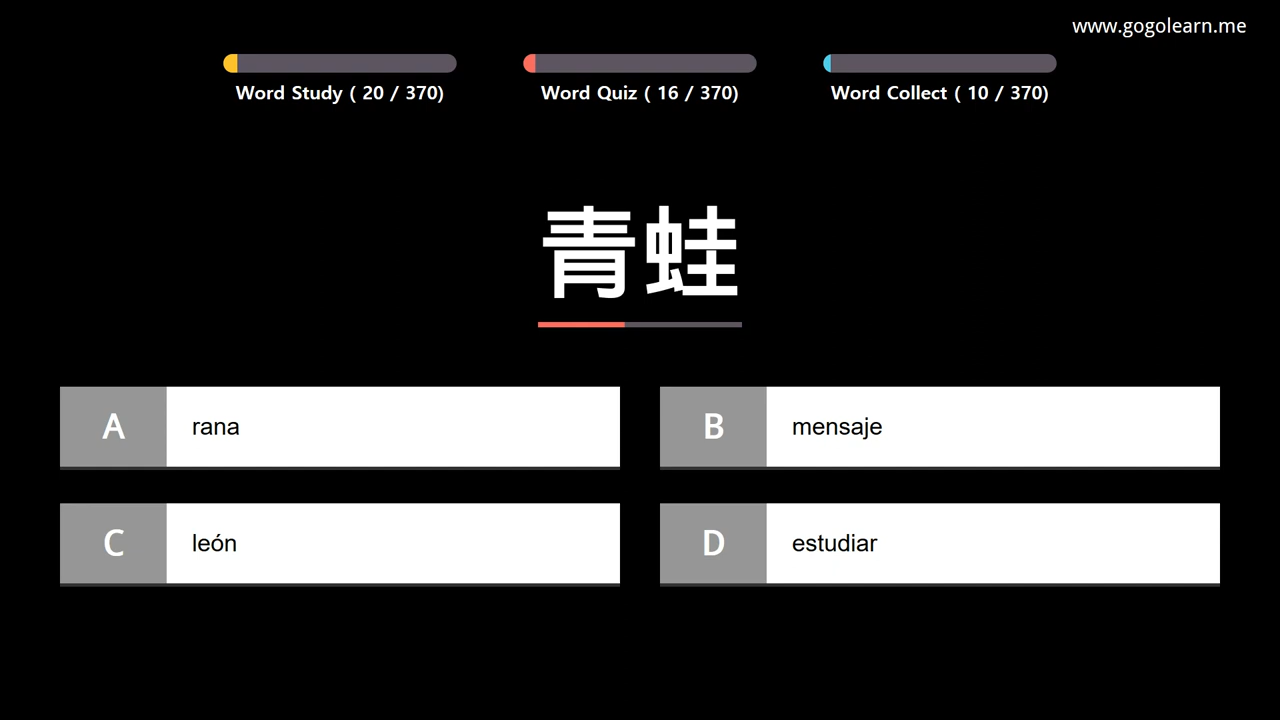 www.gogolearn.me
Word Study ( 20 / 370)
Word Quiz ( 16 / 370)
Word Collect ( 10 / 370)
青蛙
A rana
B mensaje
C león
D estudiar